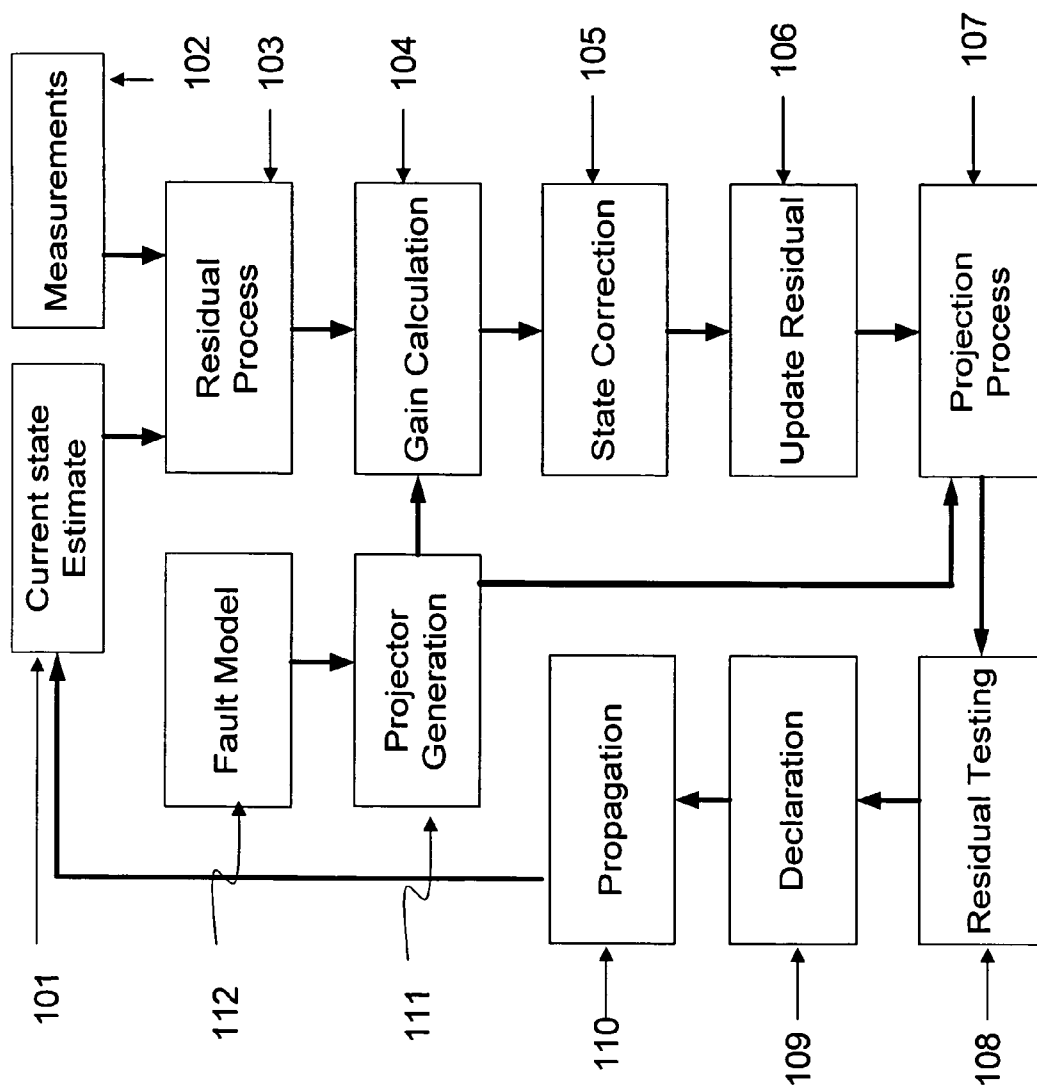 101
Current state
Estimate
Measurements
102
112
Fault Model
Residual
Process
103
111
Projector
Generation
Gain Calculation
104
110
Propagation
State Correction
105
109
Declaration
Update Residual
106
108
Residual Testing
Projection
Process
107